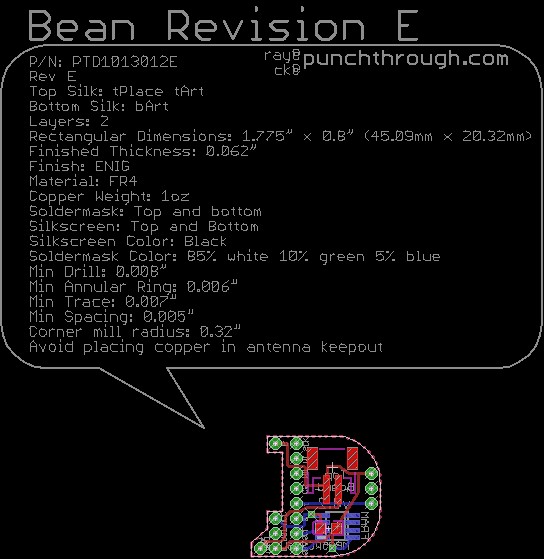 Bean Revision E
P/N: PTD1013012E
ray@
ck@
punchthrough.com
Rev E
Top Silk: tPlace tArt
Bottom Silk: bArt
Layers: 2
Rectangular Dimensions: 1.775" x 0.8" (45.09mm x 20.32mm)
Finished Thickness: 0.062"
Finish: ENIG
Material: FR4
Copper Weight: 1oz
Soldermask: Top and bottom
Silkscreen: Top and Bottom
Silkscreen Color: Black
Soldermask Color: 85% white 10% green 5% blue
Min Drill: 0.008"
Min Annular Ring: 0.006"
Min Trace: 0.007"
Min Spacing: 0.005"
Corner mill radius: 0.32"
Avoid placing copper in antenna keepout